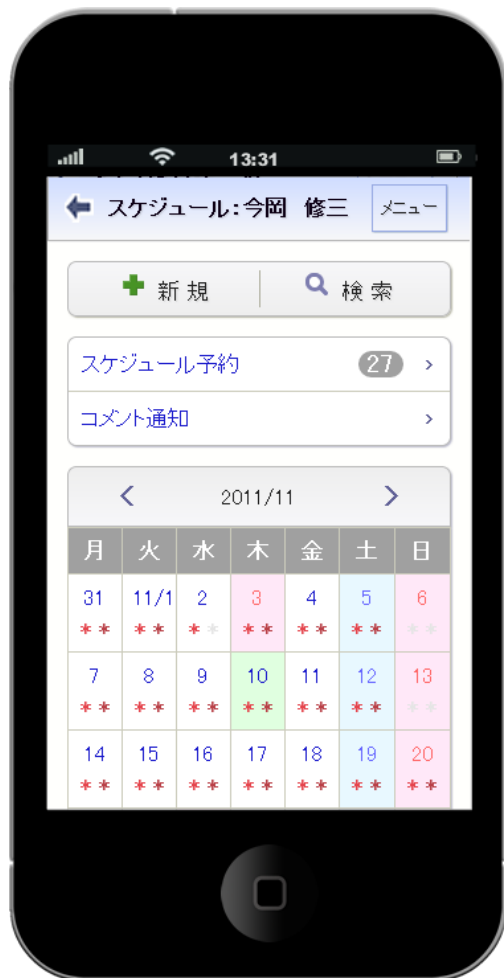 13:31
スケジュール:今岡 修三 メニュー
新規 検索
スケジュール予約 27 >
コメント通知 >
< 2011/11 >
月 火 水 木 金 土 日
31 11/1 2 3 4 5 6
** ** ** ** ** ** **
7 8 9 10 11 12 13
** ** ** ** ** ** **
14 15 16 17 18 19 20
** ** ** ** ** ** **